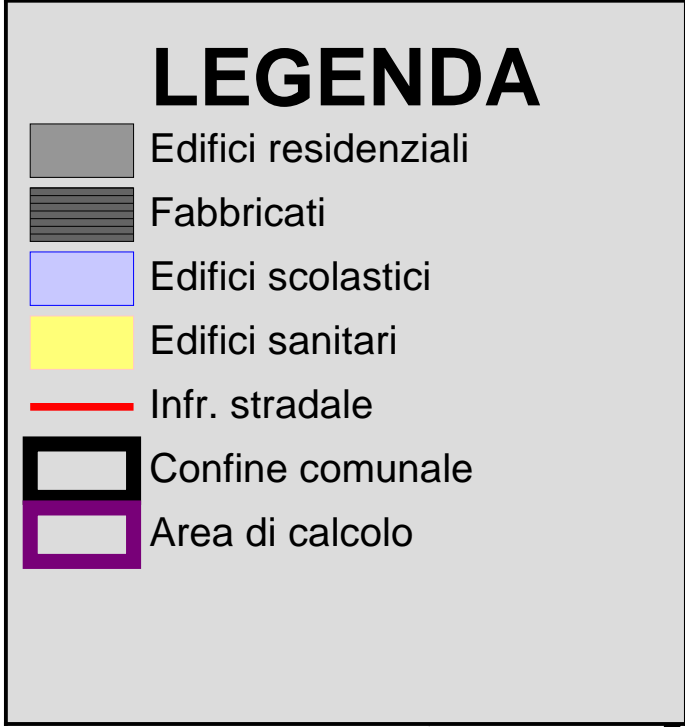 LEGENDA
Edifici residenziali
Fabbricati
Edifici scolastici
Edifici sanitari
Infr. stradale
Confine comunale
Area di calcolo